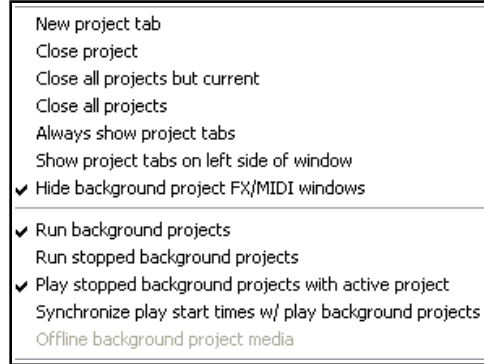 New project tab
Close project
Close all projects but current
Close all projects
Always show project tabs
Show project tabs on left side of window
Hide background project FX/MIDI windows
Run background projects
Run stopped background projects
Play stopped background projects with active project
Synchronize play start times w/ play background projects
Offline background project media